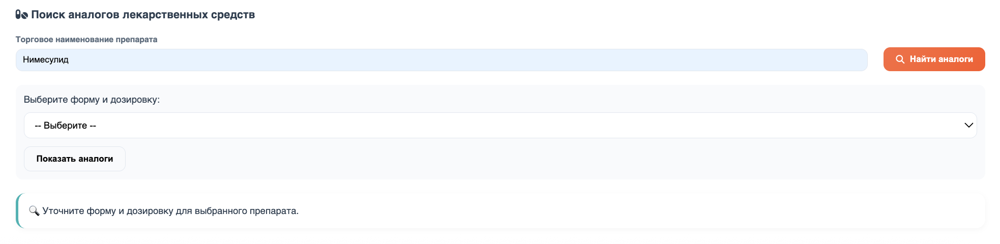 Поиск аналогов лекарственных средств
Торговое наименование препарата
Нимесулид
Найти аналоги
Выберите форму и дозировку:
-- Выберите --
Показать аналоги
Уточните форму и дозировку для выбранного препарата.